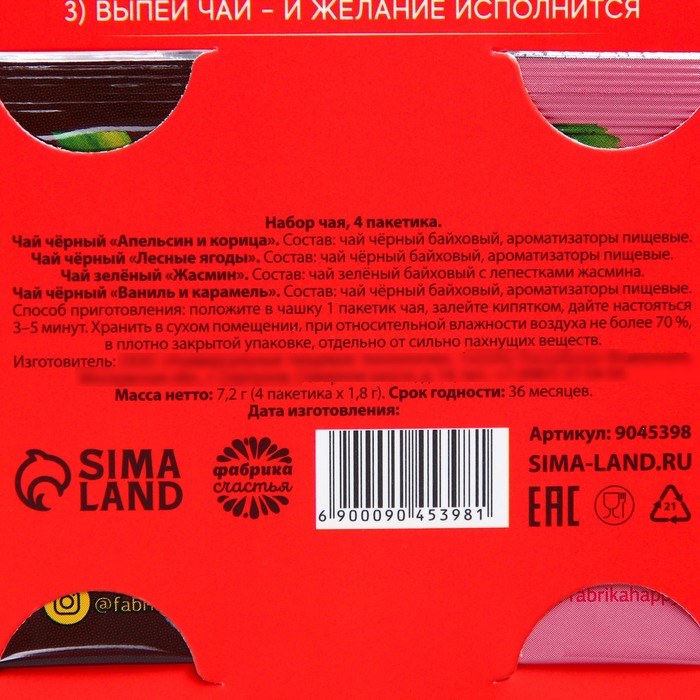 3) ВЫПЕЙ ЧАЙ – И ЖЕЛАНИЕ ИСПОЛНИТСЯ
Набор чая, 4 пакетика.
Чай чёрный «Апельсин и корица». Состав: чай чёрный байховый, ароматизаторы пищевые.
Чай чёрный «Лесные ягоды». Состав: чай чёрный байховый, ароматизаторы пищевые.
Чай зелёный «Жасмин». Состав: чай зелёный байховый с лепестками жасмина.
Чай чёрный «Ваниль и карамель». Состав: чай чёрный байховый, ароматизаторы пищевые.
Способ приготовления: положите в чашку 1 пакетик чая, залейте кипятком, дайте настояться
3–5 минут. Хранить в сухом помещении, при относительной влажности воздуха не более 70 %,
в плотно закрытой упаковке, отдельно от сильно пахнущих веществ.
Изготовитель:
Масса нетто: 7,2 г (4 пакетика х 1,8 г). Срок годности: 36 месяцев.
Дата изготовления:
SIMA
LAND
фабрика
счастья
6 900090 453981
Артикул: 9045398
SIMA-LAND.RU
EAC
21
@fabri
fabrikahapp